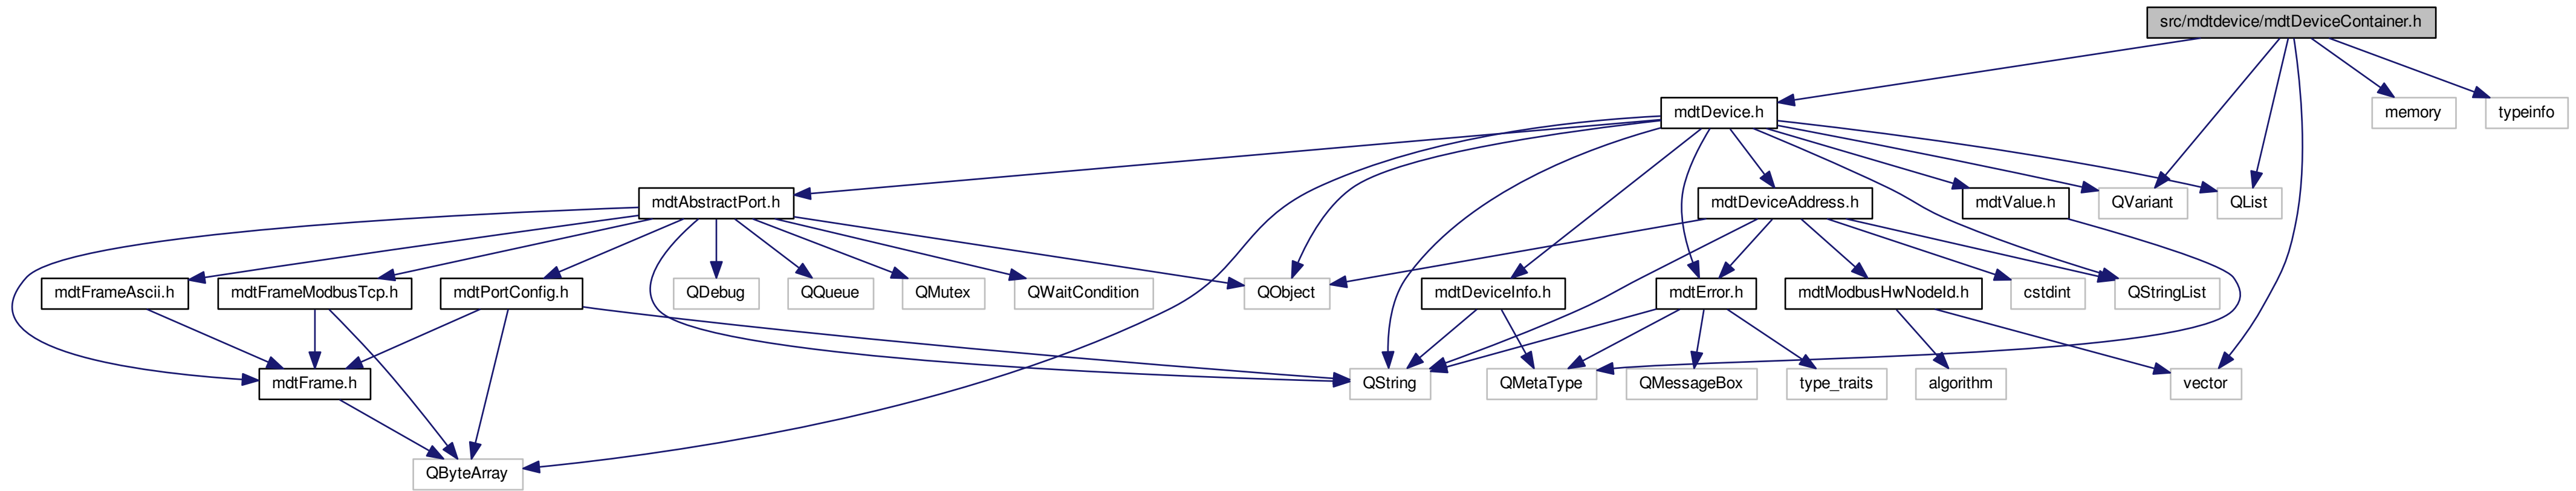 src/mdtdevice/mdtDeviceContainer.h
mdtDevice.h
memory
typeinfo
mdtAbstractPort.h
mdtDeviceAddress.h
mdtValue.h
QVariant
QList
mdtFrameAscii.h
mdtFrameModbusTcp.h
mdtPortConfig.h
QDebug
QQueue
QMutex
QWaitCondition
QObject
mdtDeviceInfo.h
mdtError.h
mdtModbusHwNodeId.h
cstdint
QStringList
mdtFrame.h
QString
QMetaType
QMessageBox
type_traits
algorithm
vector
QByteArray